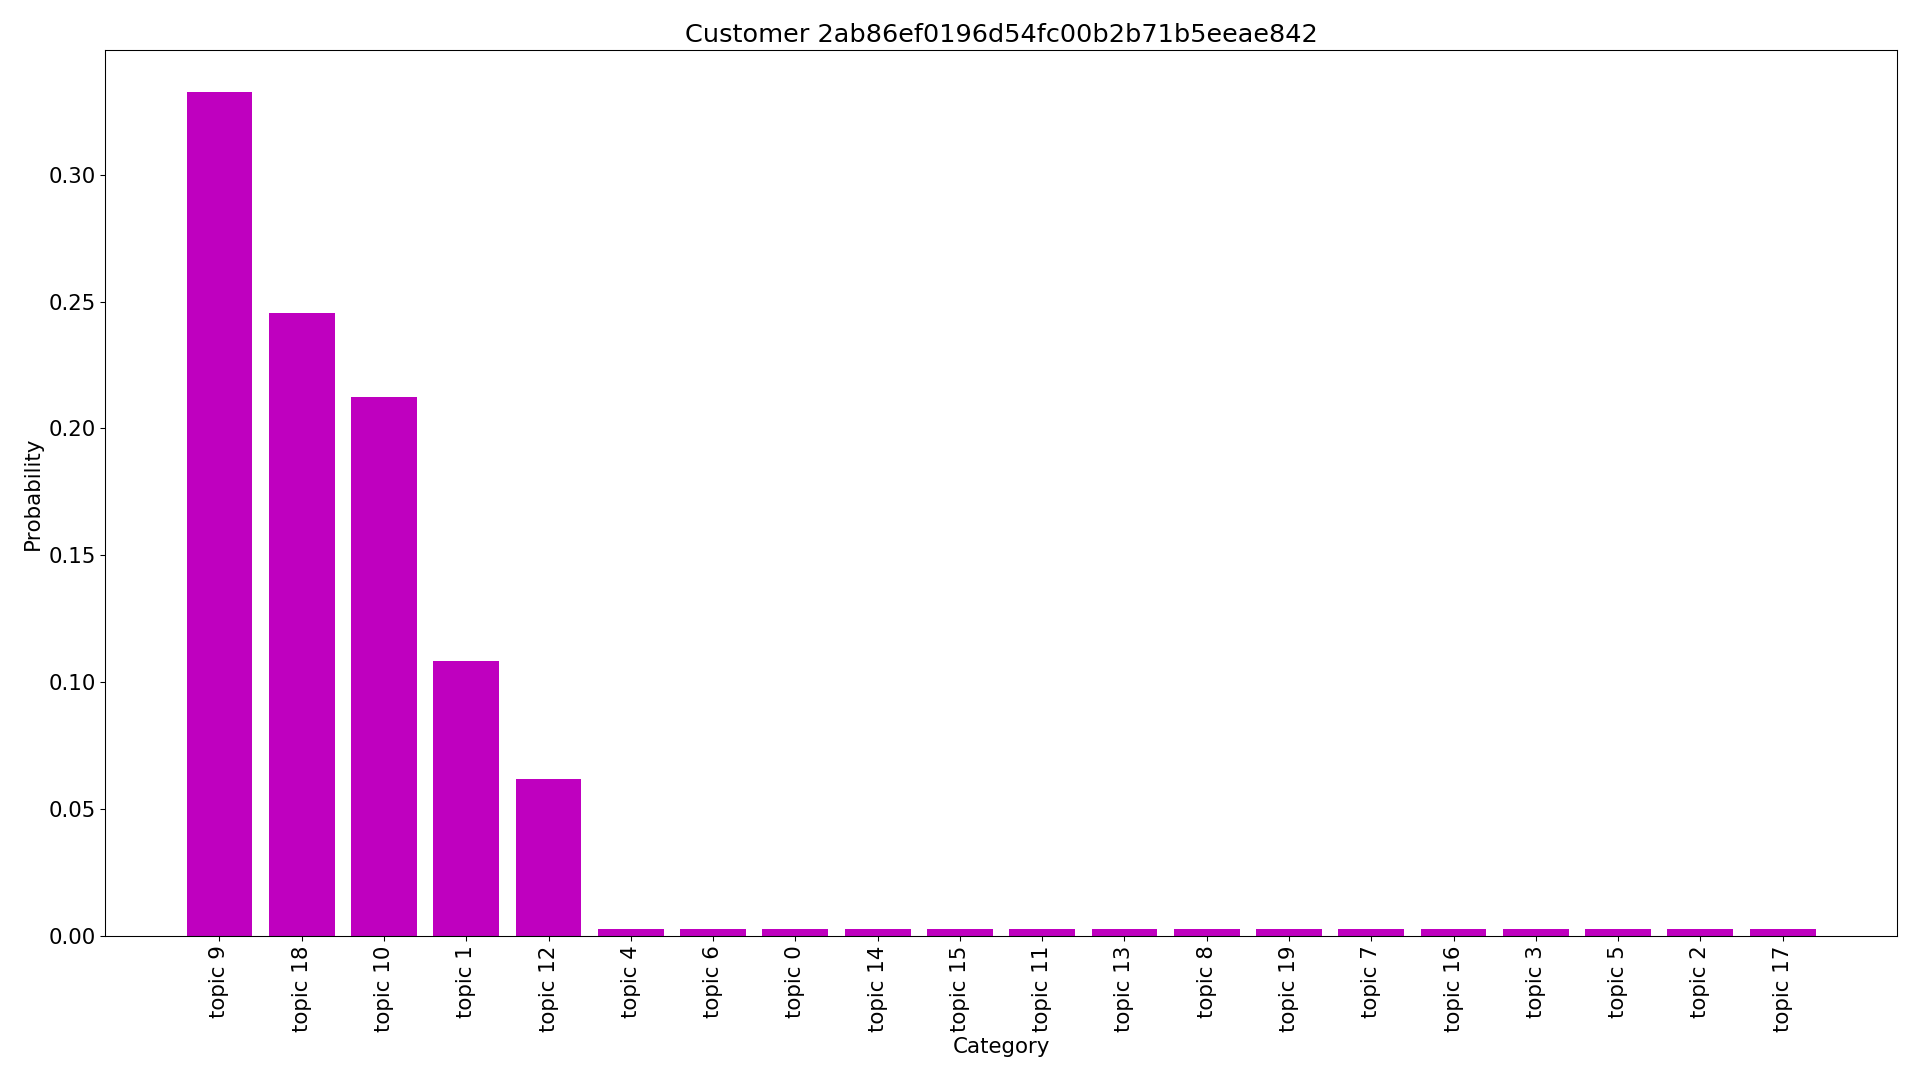 Customer 2ab86ef0196d54fc00b2b71b5eeae842
Probability
0.30
0.25
0.20
0.15
0.10
0.05
0.00
topic 9
topic 18
topic 10
topic 1
topic 12
topic 4
topic 6
topic 0
topic 14
topic 15
topic 11
topic 13
topic 8
topic 19
topic 7
topic 16
topic 3
topic 5
topic 2
topic 17
Category